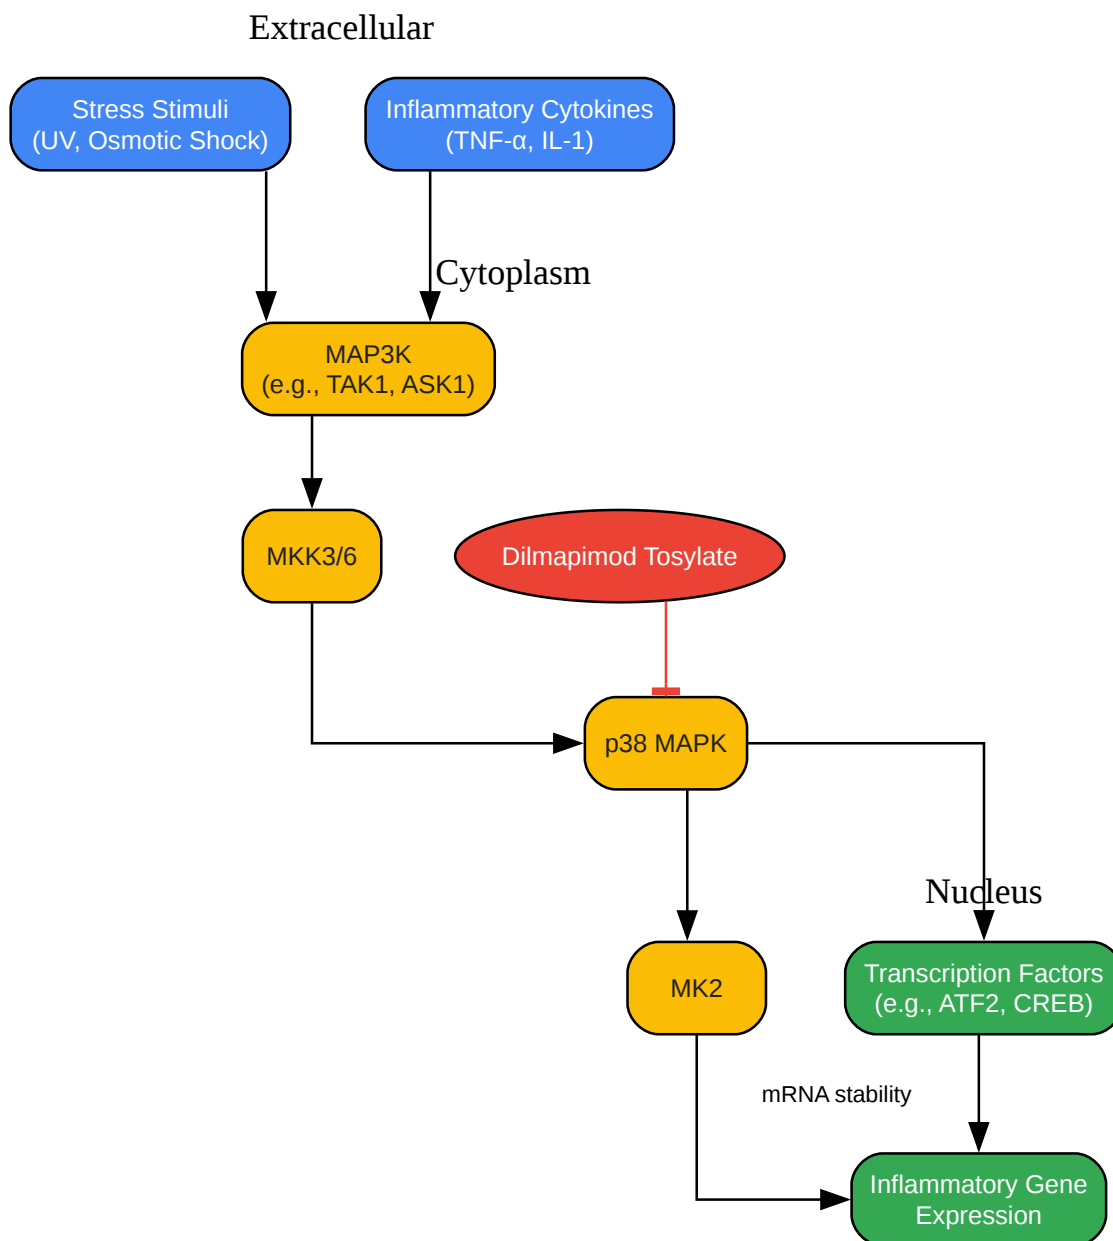 Extracellular
Stress Stimuli
(UV, Osmotic Shock)
Inflammatory Cytokines
(TNF-α, IL-1)
Cytoplasm
MAP3K
(e.g., TAK1, ASK1)
MKK3/6
Dilmapimod Tosylate
p38 MAPK
Nucleus
MK2
Transcription Factors
(e.g., ATF2, CREB)
mRNA stability
Inflammatory Gene
Expression